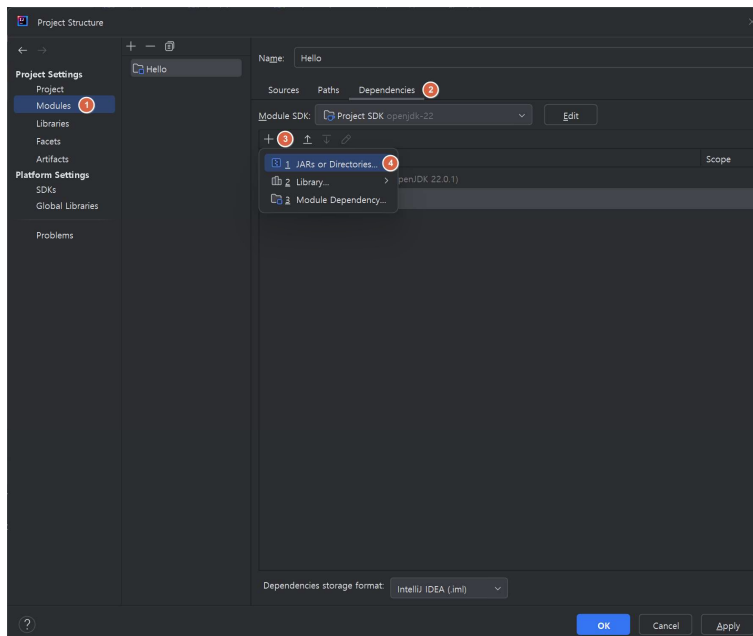 Project Structure
Project Settings
Project
Modules 1
Libraries
Facets
Artifacts
Platform Settings
SDKs
Global Libraries
Problems
Hello
Name: Hello
Sources Paths Dependencies 2
Module SDK: Project SDK openjdk-22 Edit
3
Scope
1 JARs or Directories... 4
2 Library...
penJDK 22.0.1)
3 Module Dependency...
Dependencies storage format: IntelliJ IDEA (.iml)
? OK Cancel Apply